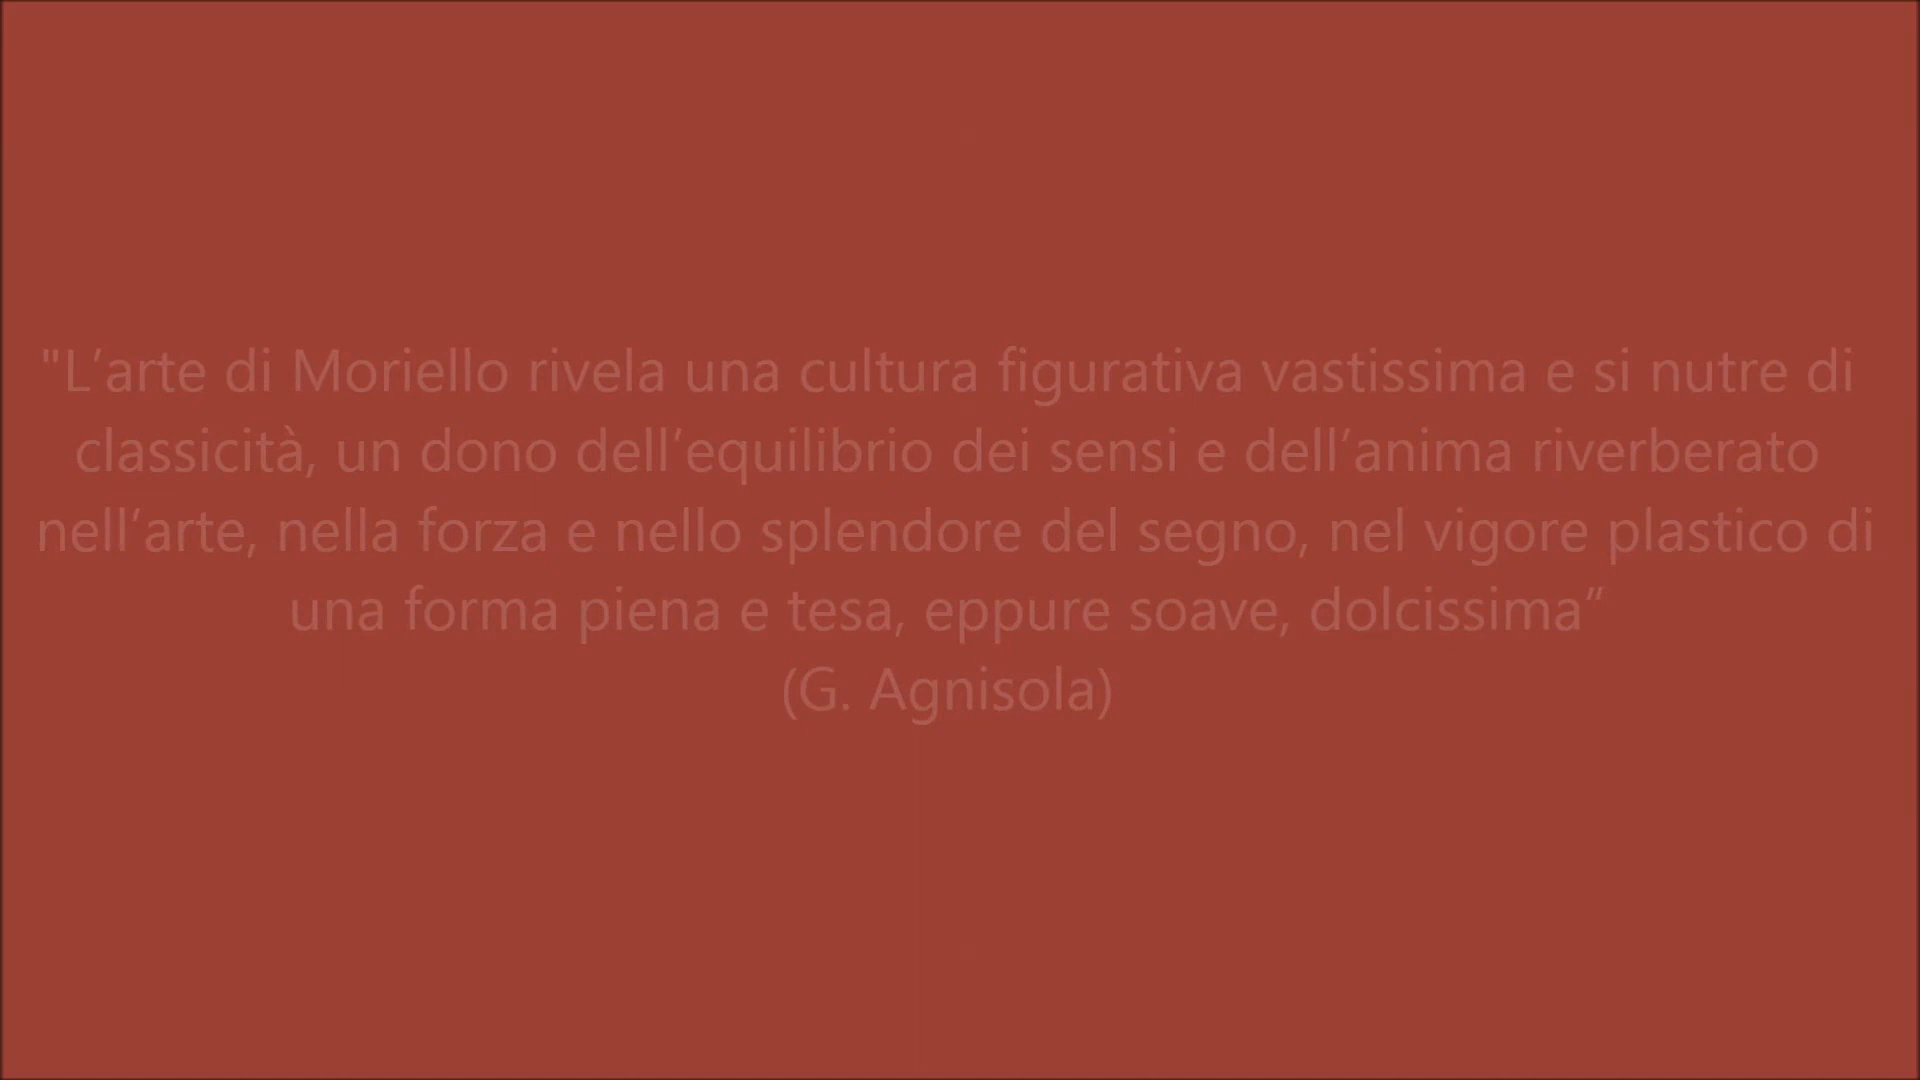 "L’arte di Moriello rivela una cultura figurativa vastissima e si nutre di
classicità, un dono dell’equilibrio dei sensi e dell’anima riverberato
nell’arte, nella forza e nello splendore del segno, nel vigore plastico di
una forma piena e tesa, eppure soave, dolcissima”
(G. Agnisola)